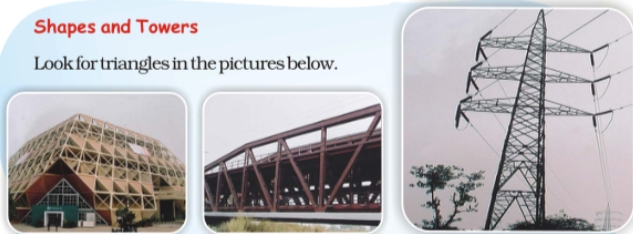 Shapes and Towers
Look for triangles in the pictures below.